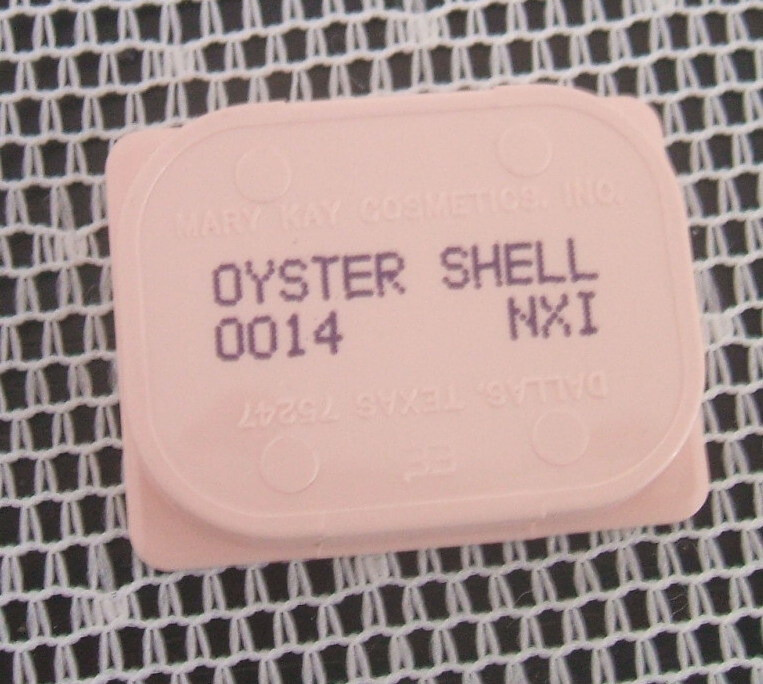 MARY KAY COSMETICS, INC.
OYSTER SHELL
0014 NXI
DALLAS, TEXAS 75247